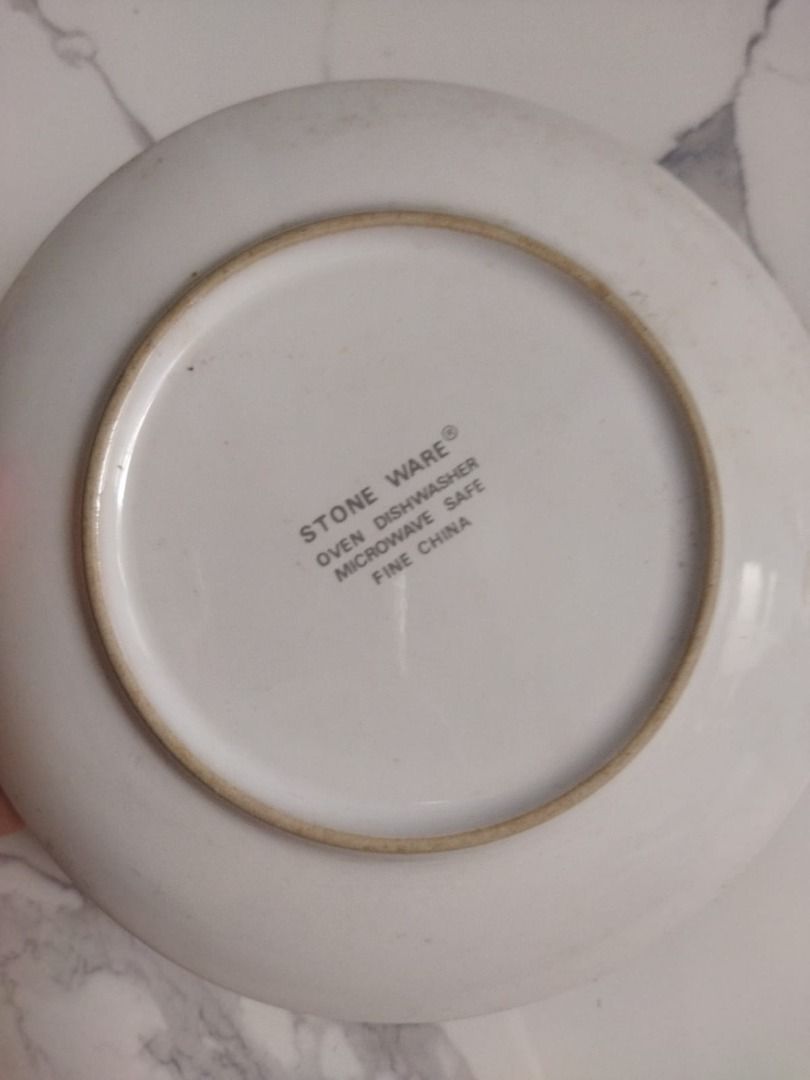 STONE WARE®
OVEN DISHWASHER
MICROWAVE SAFE
FINE CHINA